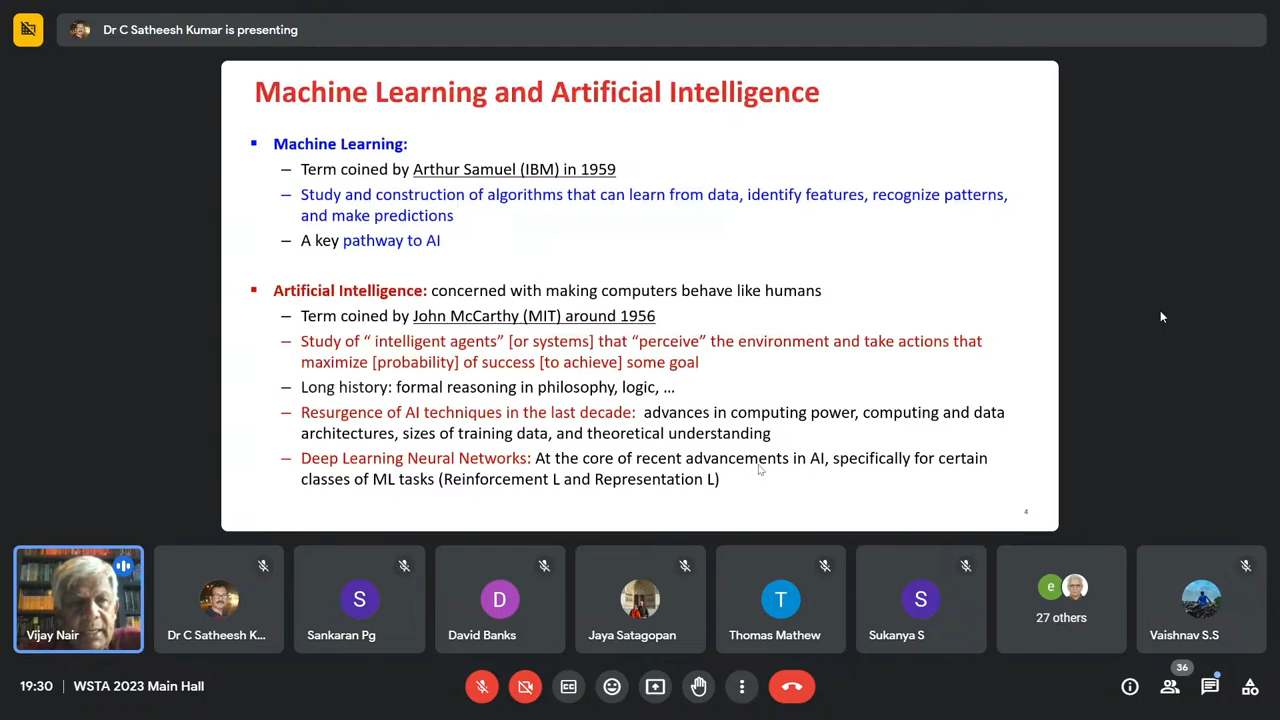 Dr C Satheesh Kumar is presenting
Machine Learning and Artificial Intelligence
▪ Machine Learning:
– Term coined by Arthur Samuel (IBM) in 1959
– Study and construction of algorithms that can learn from data, identify features, recognize patterns,
and make predictions
– A key pathway to AI
▪ Artificial Intelligence: concerned with making computers behave like humans
– Term coined by John McCarthy (MIT) around 1956
– Study of “ intelligent agents” [or systems] that “perceive” the environment and take actions that
maximize [probability] of success [to achieve] some goal
– Long history: formal reasoning in philosophy, logic, …
– Resurgence of AI techniques in the last decade:  advances in computing power, computing and data
architectures, sizes of training data, and theoretical understanding
– Deep Learning Neural Networks: At the core of recent advancements in AI, specifically for certain
classes of ML tasks (Reinforcement L and Representation L)
4
S D T S e
Vijay Nair Dr C Satheesh K... Sankaran Pg David Banks Jaya Satagopan Thomas Mathew Sukanya S 27 others Vaishnav S.S
36
19:30 | WSTA 2023 Main Hall